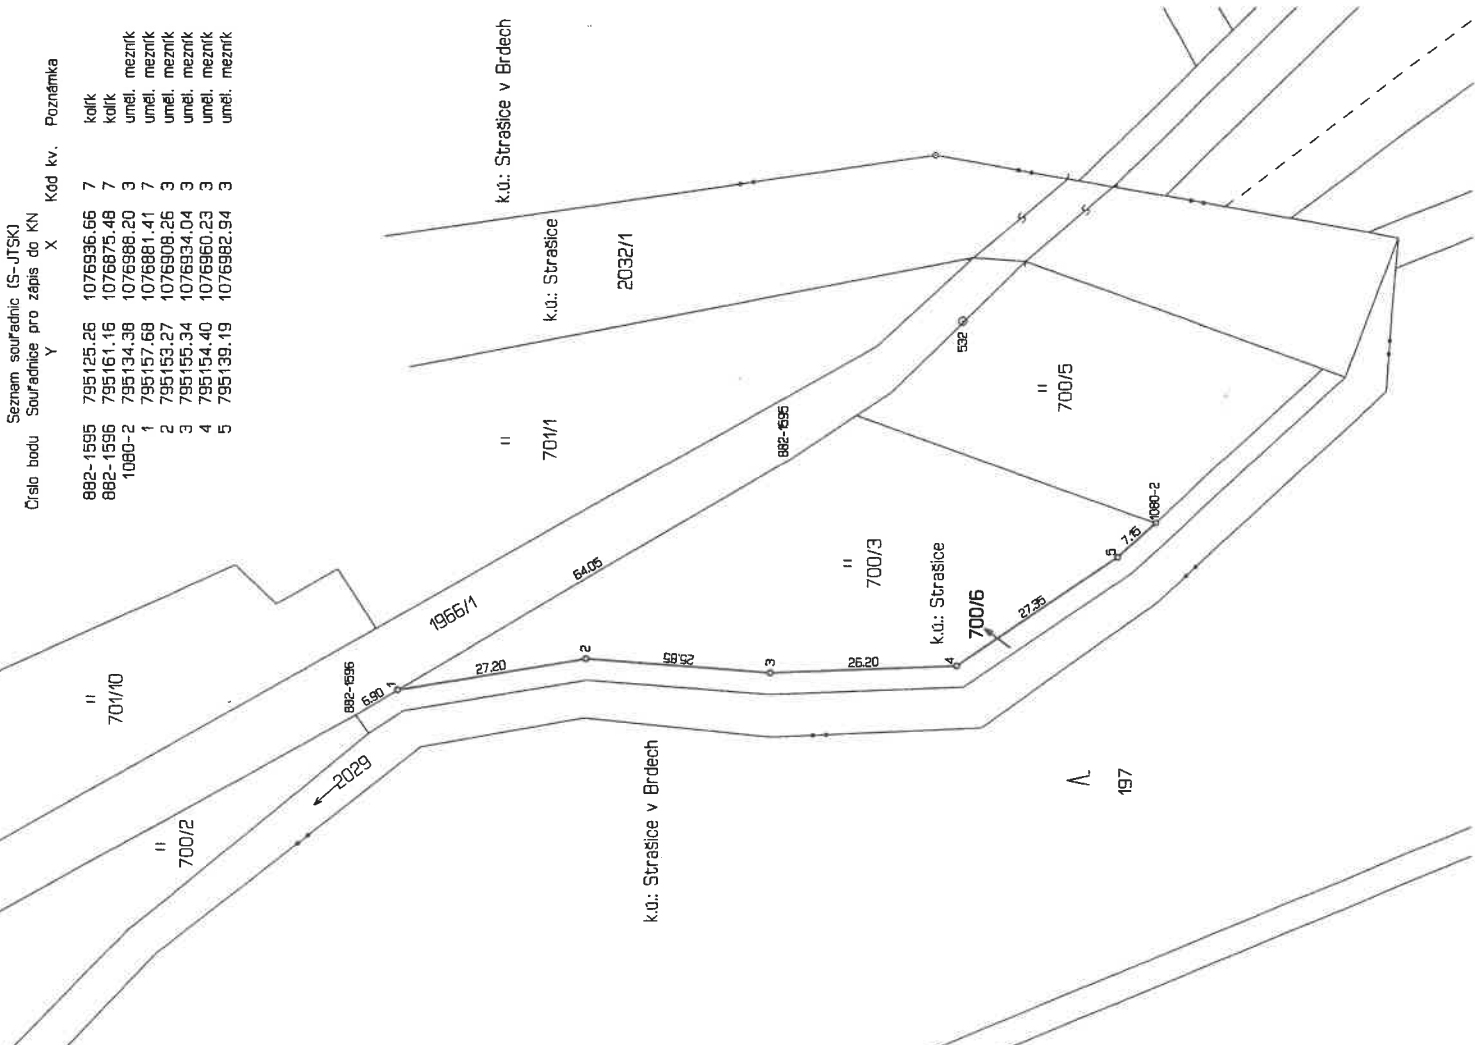 Seznam souřadnic (S-JTSK)
Číslo bodu Souřadnice pro zápis do KN
Y X Kód kv. Poznámka
882-1595 795125.26 1076936.66 7 kolík
882-1596 795161.16 1076875.48 7 kolík
1080-2 795134.38 1076988.20 3 uměl. mezník
1 795157.68 1076881.41 7 uměl. mezník
2 795153.27 1076908.26 3 uměl. mezník
3 795155.34 1076934.04 3 uměl. mezník
4 795154.40 1076960.23 3 uměl. mezník
5 795139.19 1076982.94 3 uměl. mezník
k.ú.: Strašice v Brdech
k.ú.: Strašice
2032/1
701/1
701/10
1966/1
882-1595
532
700/5
64.05
700/3
k.ú.: Strašice
700/6
1080-2
7.15
5
27.35
4
26.20
3
25.85
2
27.20
1
6.90
882-1596
2029
700/2
k.ú.: Strašice v Brdech
197